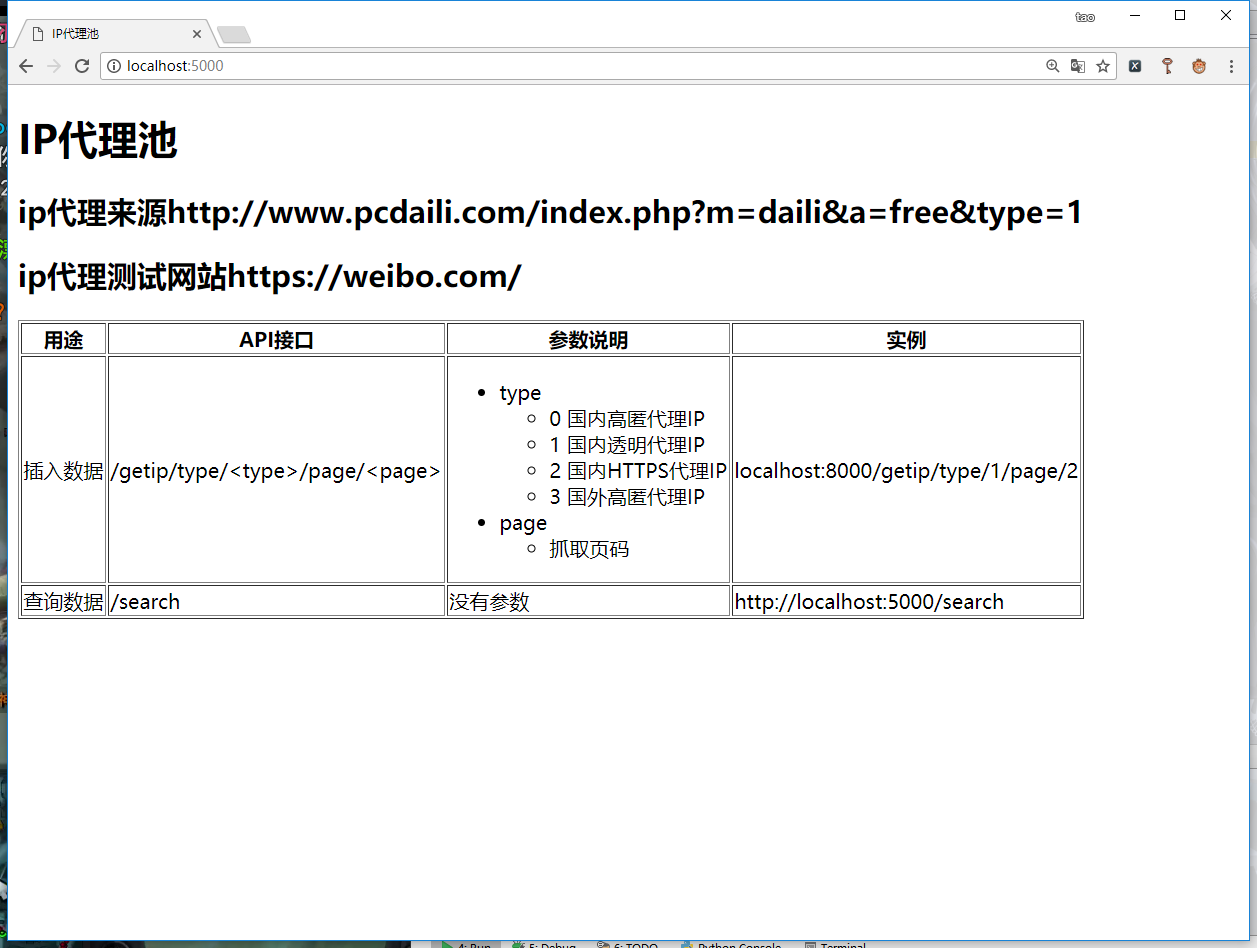 tao
IP代理池
localhost:5000
IP代理池
ip代理来源http://www.pcdaili.com/index.php?m=daili&a=free&type=1
ip代理测试网站https://weibo.com/
用途 API接口 参数说明 实例
插入数据 /getip/type/<type>/page/<page>
type
0 国内高匿代理IP
1 国内透明代理IP
2 国内HTTPS代理IP
3 国外高匿代理IP
page
抓取页码
localhost:8000/getip/type/1/page/2
查询数据 /search 没有参数 http://localhost:5000/search
4: Run 5: Debug 6: TODO Python Console Terminal